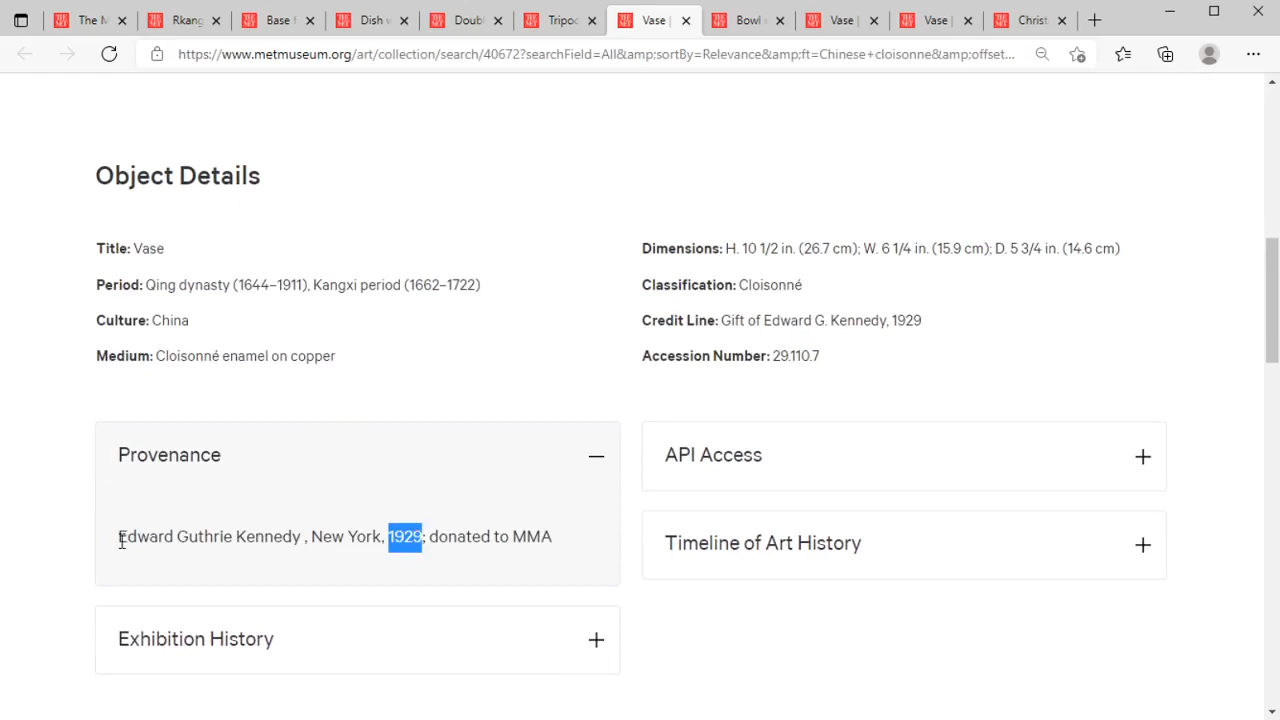 The M
Rkang
Base f
Dish w
Doubl
Tripod
Vase |
Bowl w
Vase |
Vase |
Christ
https://www.metmuseum.org/art/collection/search/40672?searchField=All&amp;sortBy=Relevance&amp;ft=Chinese+cloisonne&amp;offset...
Object Details
Title: Vase
Period: Qing dynasty (1644–1911), Kangxi period (1662–1722)
Culture: China
Medium: Cloisonné enamel on copper
Dimensions: H. 10 1/2 in. (26.7 cm); W. 6 1/4 in. (15.9 cm); D. 5 3/4 in. (14.6 cm)
Classification: Cloisonné
Credit Line: Gift of Edward G. Kennedy, 1929
Accession Number: 29.110.7
Provenance
Edward Guthrie Kennedy , New York, 1929; donated to MMA
Exhibition History
API Access
Timeline of Art History